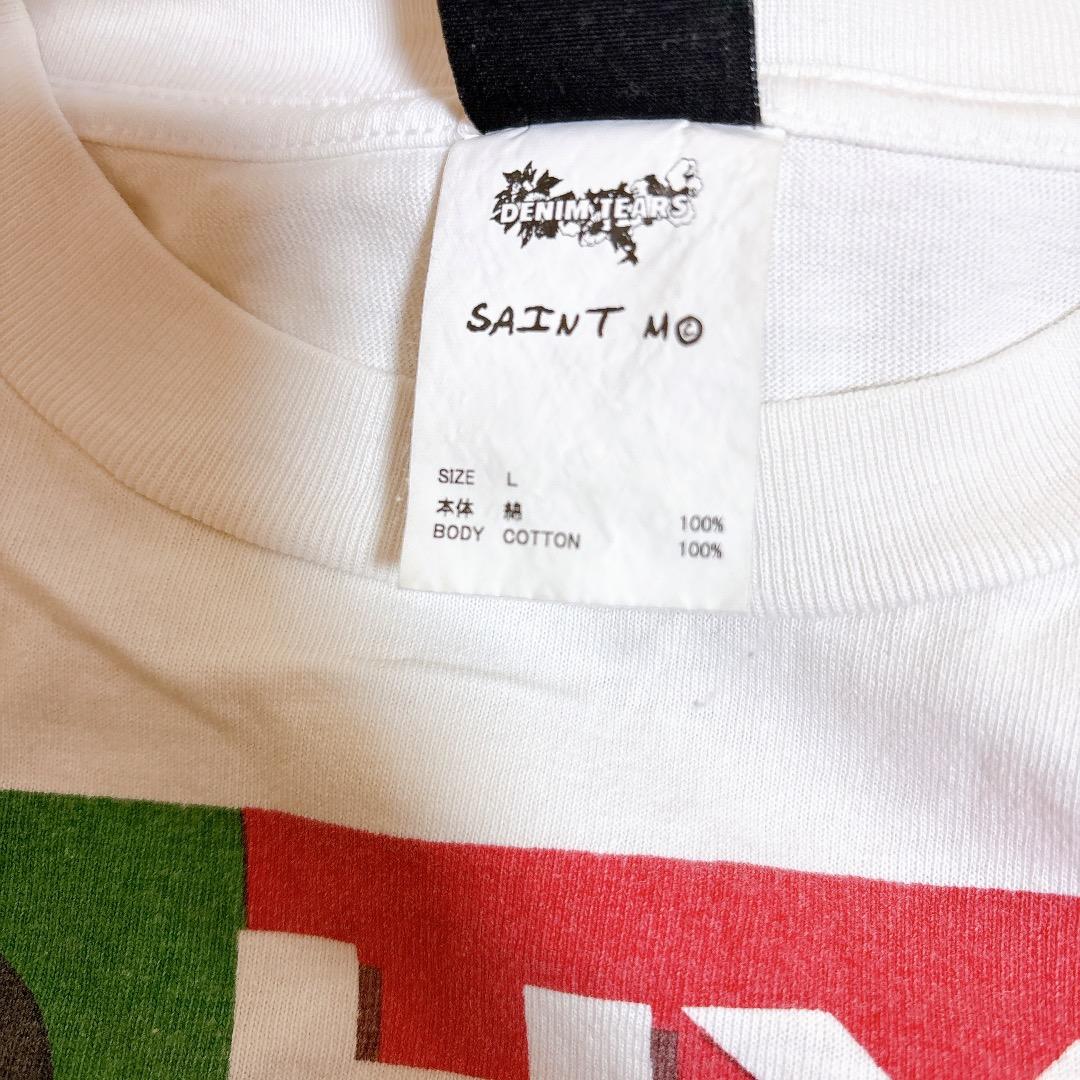 DENIM TEARS
SAINT M©
SIZE L
本体 綿 100%
BODY COTTON 100%